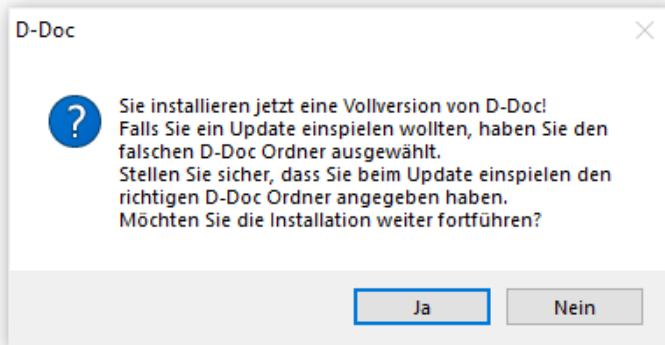 D-Doc
Sie installieren jetzt eine Vollversion von D-Doc!
Falls Sie ein Update einspielen wollten, haben Sie den
falschen D-Doc Ordner ausgewählt.
Stellen Sie sicher, dass Sie beim Update einspielen den
richtigen D-Doc Ordner angegeben haben.
Möchten Sie die Installation weiter fortführen?
Ja
Nein